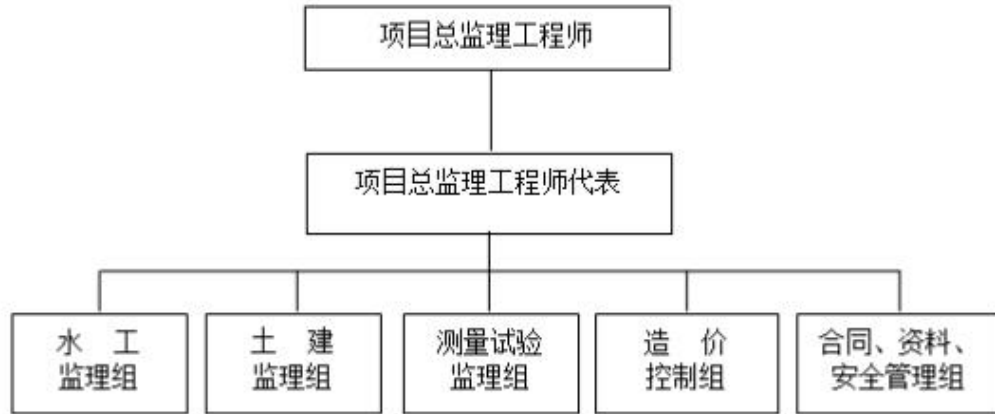 项目总监理工程师
项目总监理工程师代表
水 工
监理组
土 建
监理组
测量试验
监理组
造 价
控制组
合同、资料、
安全管理组